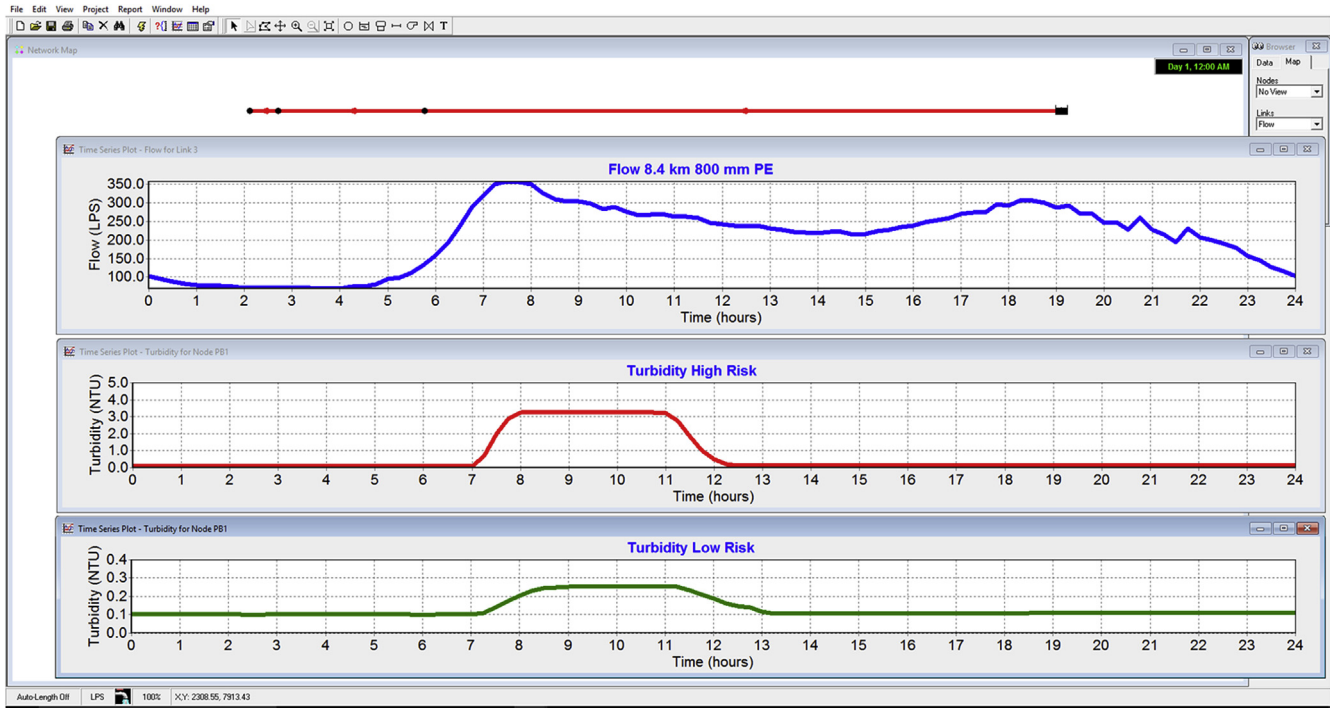 File Edit View Project Report Window Help
T
Network Map
Day 1, 12:00 AM
Browser
Data Map
Nodes
No View
Links
Flow
Time Series Plot - Flow for Link 3
Flow 8.4 km 800 mm PE
Flow (LPS)
350.0
300.0
250.0
200.0
150.0
100.0
0 1 2 3 4 5 6 7 8 9 10 11 12 13 14 15 16 17 18 19 20 21 22 23 24
Time (hours)
Time Series Plot - Turbidity for Node PB1
Turbidity High Risk
Turbidity (NTU)
5.0
4.0
3.0
2.0
1.0
0.0
0 1 2 3 4 5 6 7 8 9 10 11 12 13 14 15 16 17 18 19 20 21 22 23 24
Time (hours)
Time Series Plot - Turbidity for Node PB1
Turbidity Low Risk
Turbidity (NTU)
0.4
0.3
0.2
0.1
0.0
0 1 2 3 4 5 6 7 8 9 10 11 12 13 14 15 16 17 18 19 20 21 22 23 24
Time (hours)
Auto-Length Off LPS 100% X,Y: 2308.55, 7913.43